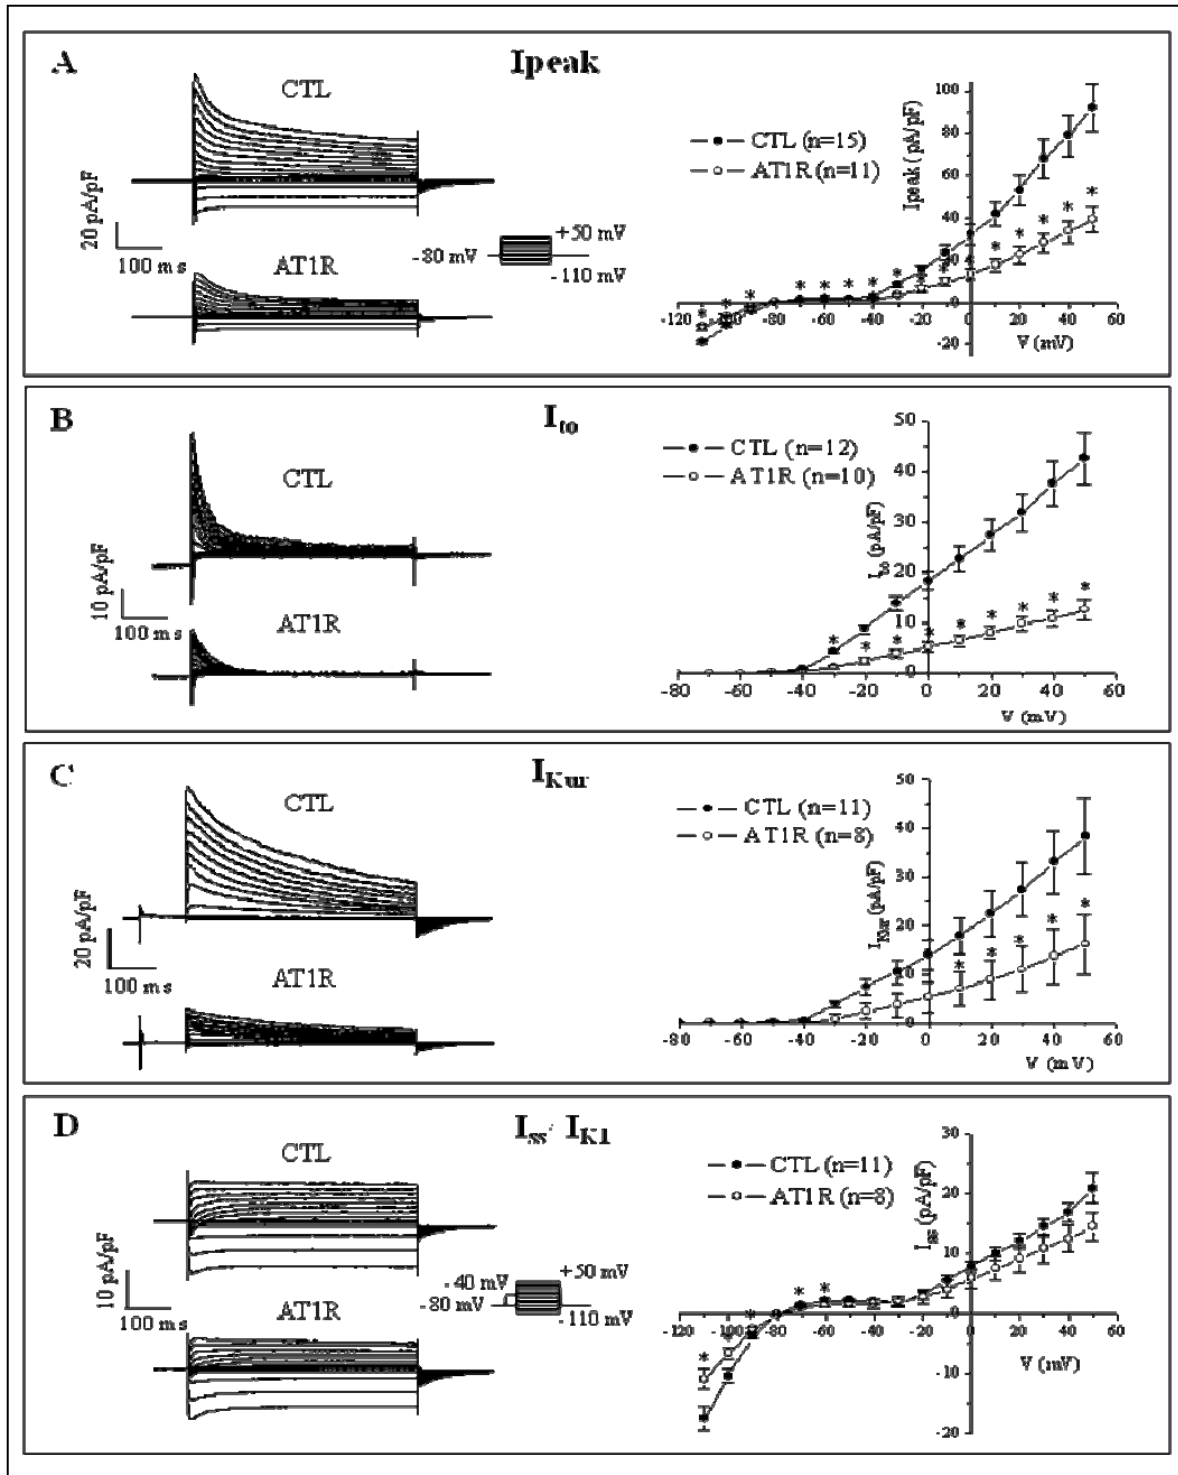 A
Ipeak
CTL
20 pA/pF
100 ms
AT1R
-80 mV
+50 mV
-110 mV
CTL (n=15)
AT1R (n=11)
Ipeak (pA/pF)
100
80
60
40
20
0
-20
-120 -100 -80 -60 -40 -20 0 20 40 60
V (mV)
* * * * * * * * * * * * * * * *
B
Ito
CTL
10 pA/pF
100 ms
AT1R
CTL (n=12)
AT1R (n=10)
Ito (pA/pF)
50
40
30
20
10
0
-80 -60 -40 -20 0 20 40 60
V (mV)
* * * * * * * * *
C
IKur
CTL
20 pA/pF
100 ms
AT1R
CTL (n=11)
AT1R (n=8)
IKur (pA/pF)
50
40
30
20
10
0
-80 -60 -40 -20 0 20 40 60
V (mV)
* * * * *
D
Iss/ IK1
CTL
10 pA/pF
100 ms
AT1R
-40 mV
-80 mV
+50 mV
-110 mV
CTL (n=11)
AT1R (n=8)
Iss (pA/pF)
30
20
10
0
-10
-20
-120 -100 -80 -60 -40 -20 0 20 40 60
V (mV)
* * * * *